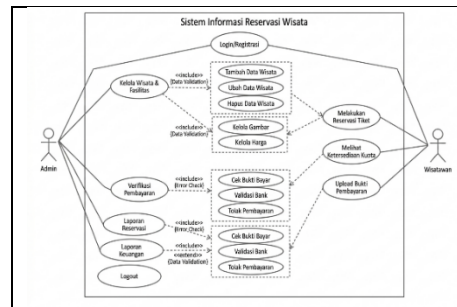 Sistem Informasi Reservasi Wisata
Login/Registrasi
Kelola Wisata &
Fasilitas
<<include>>
{Data Validation}
Tambah Data Wisata
Ubah Data Wisata
Hapus Data Wisata
<<include>>
{Data Validation}
Kelola Gambar
Kelola Harga
Melakukan
Reservasi Tiket
Melihat
Ketersediaan Kuota
Upload Bukti
Pembayaran
Admin
Wisatawan
Verifikasi
Pembayaran
<<include>>
{Error Check}
Cek Bukti Bayar
Validasi Bank
Tolak Pembayaran
Laporan
Reservasi
<<include>>
{Error Check}
Laporan
Keuangan
<<include>>
<<extend>>
{Data Validation}
Cek Bukti Bayar
Validasi Bank
Tolak Pembayaran
Logout